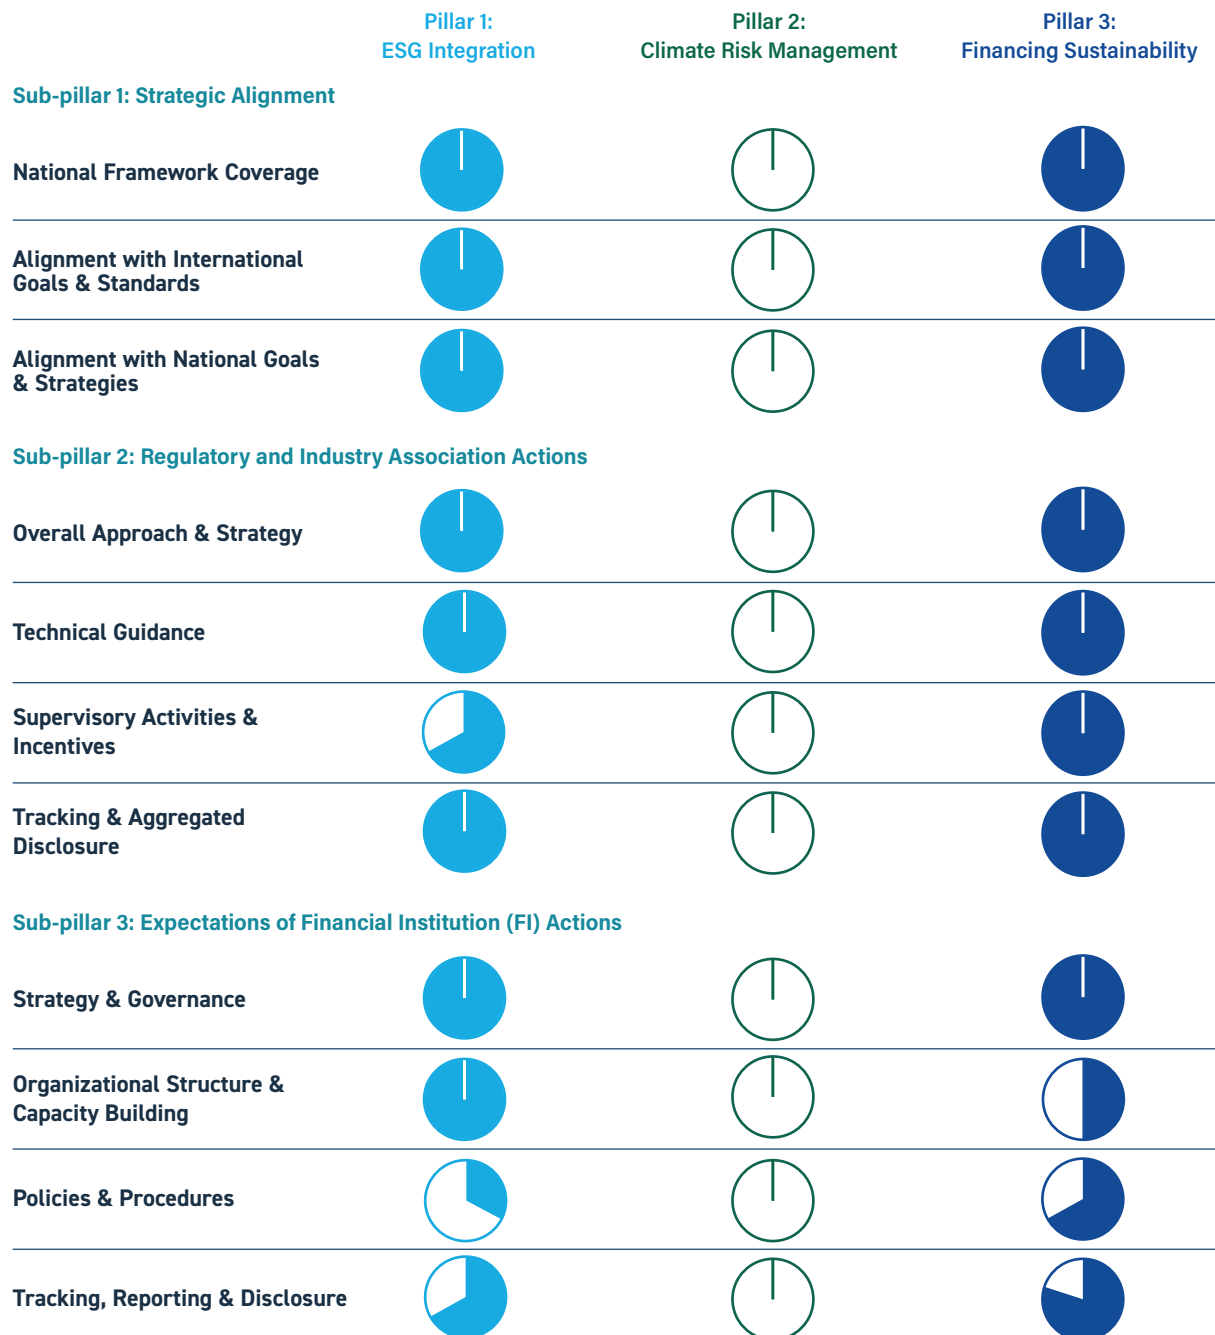 Pillar 1:
ESG Integration
Pillar 2:
Climate Risk Management
Pillar 3:
Financing Sustainability
Sub-pillar 1: Strategic Alignment
National Framework Coverage
Alignment with International
Goals & Standards
Alignment with National Goals
& Strategies
Sub-pillar 2: Regulatory and Industry Association Actions
Overall Approach & Strategy
Technical Guidance
Supervisory Activities &
Incentives
Tracking & Aggregated
Disclosure
Sub-pillar 3: Expectations of Financial Institution (FI) Actions
Strategy & Governance
Organizational Structure &
Capacity Building
Policies & Procedures
Tracking, Reporting & Disclosure